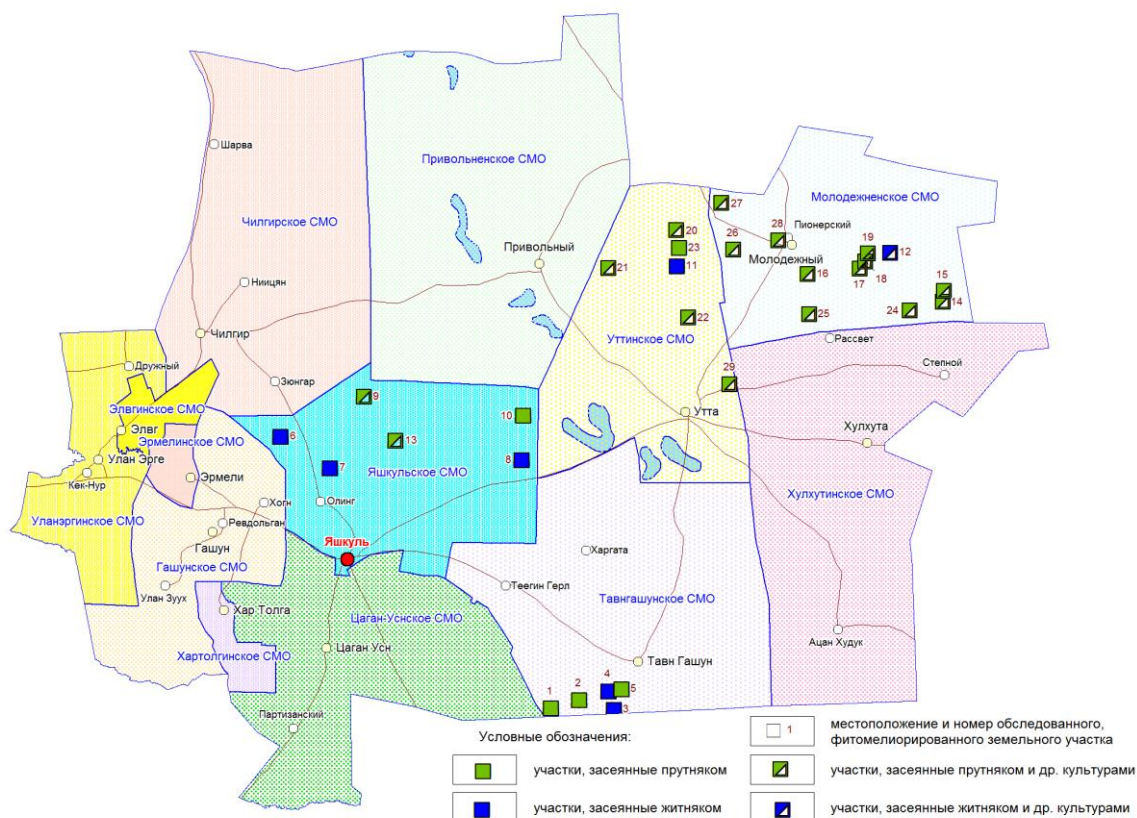 Шарва
Привольненское СМО
Молодежненское СМО
27
Чилгирское СМО
20
28
Пионерский
19
12
23
26
Молодежный
Привольный
11
21
16
17
18
Ниицян
15
14
22
25
24
Чилгир
Уттинское СМО
Рассвет
Дружный
Степной
Зюнгар
29
9
Элвгинское СМО
10
Утта
Элвг
Эрмелинское СМО
6
13
Хулхута
Улан Эрге
7
8
Кек-Нур
Эрмели
Яшкульское СМО
Хулхутинское СМО
Хогн
Олинг
Уланэргинское СМО
Ревдольган
Гашун
Яшкуль
Харгата
Гашунское СМО
Улан Зуух
Теегин Герл
Тавнгашунское СМО
Хар Толга
Цаган-Уснское СМО
Ацан Худук
Хартолгинское СМО
Цаган Усн
Тавн Гашун
4
5
1
2
3
Партизанский
Условные обозначения:
1
местоположение и номер обследованного,
фитомелиорированного земельного участка
участки, засеянные прутняком
участки, засеянные прутняком и др. культурами
участки, засеянные житняком
участки, засеянные житняком и др. культурами